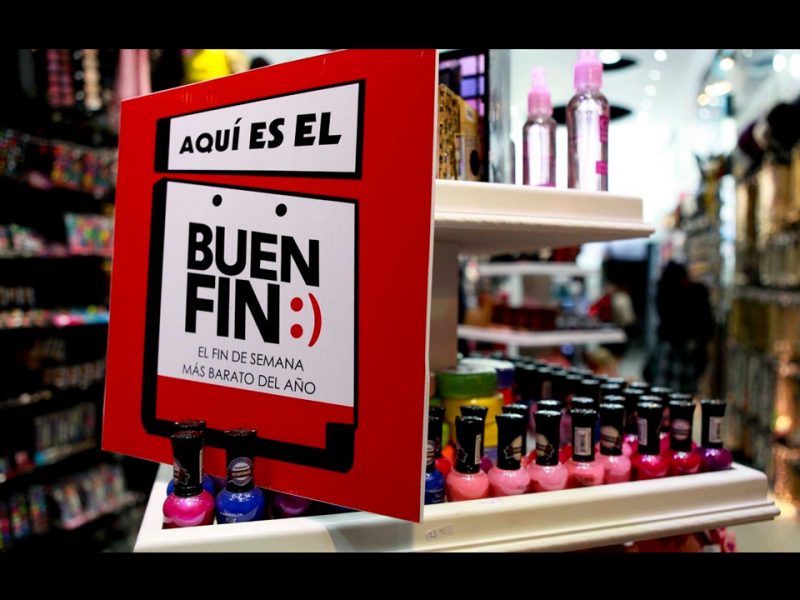 AQUÍ ES EL
BUEN
FIN:)
EL FIN DE SEMANA
MÁS BARATO DEL AÑO